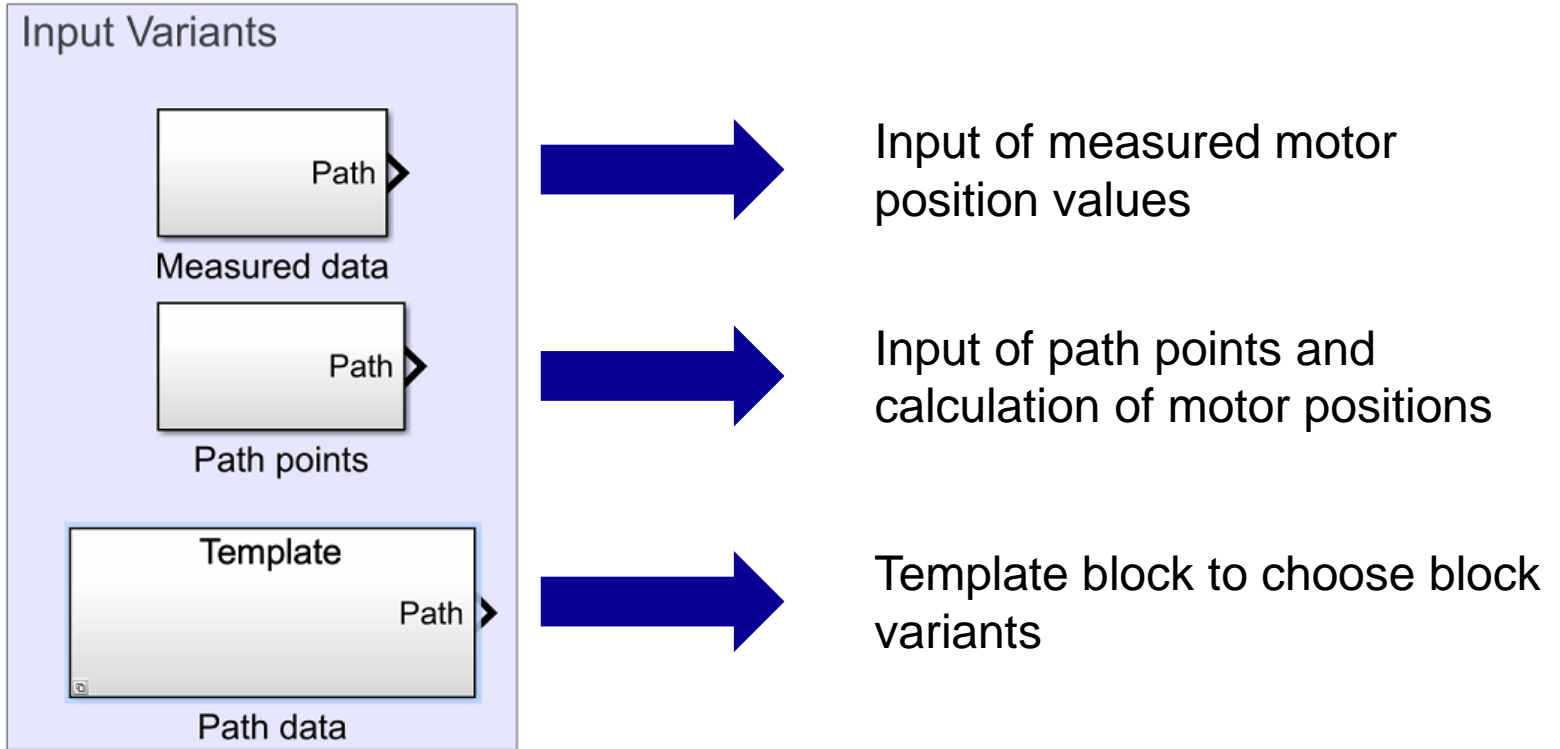 Input Variants
Path
Measured data
Input of measured motor
position values
Path
Path points
Input of path points and
calculation of motor positions
Template
Path
Path data
Template block to choose block
variants